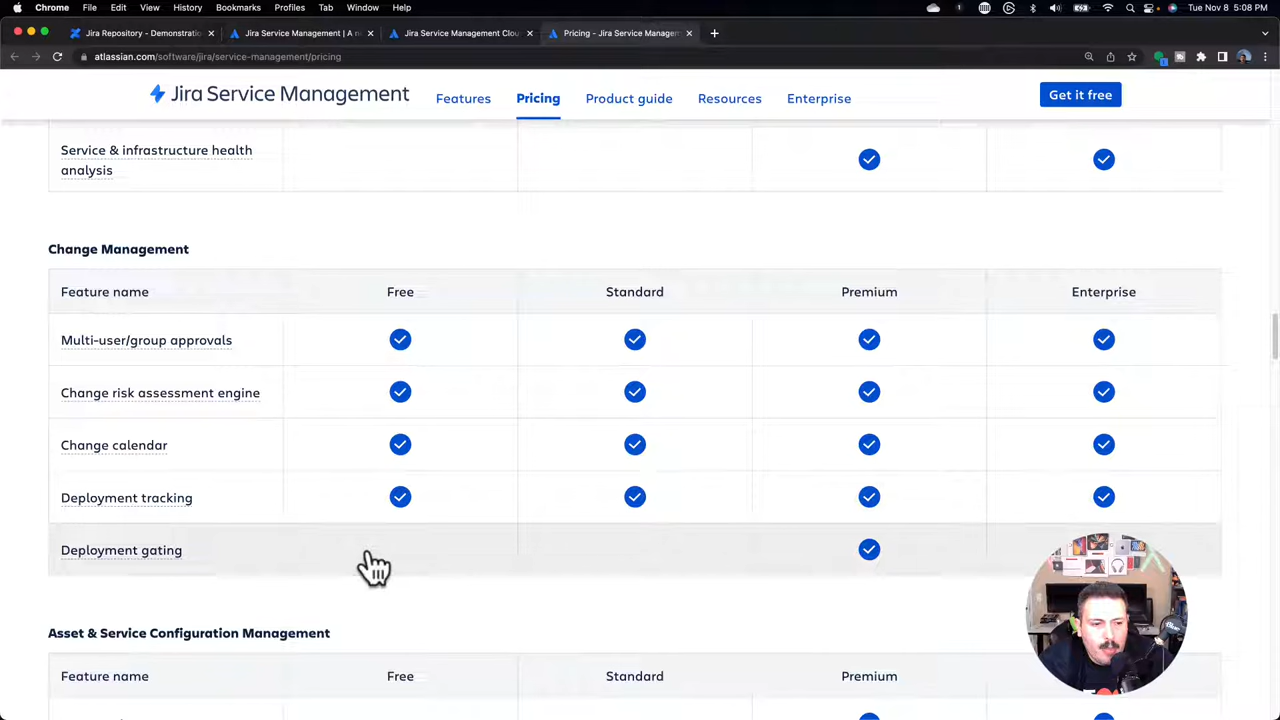 Chrome File Edit View History Bookmarks Profiles Tab Window Help Tue Nov 8 5:08 PM
Jira Repository - Demonstratio Jira Service Management | A n Jira Service Management Clou Pricing - Jira Service Managem
atlassian.com/software/jira/service-management/pricing
Jira Service Management Features Pricing Product guide Resources Enterprise Get it free
Service & infrastructure health
analysis
Change Management
Feature name Free Standard Premium Enterprise
Multi-user/group approvals
Change risk assessment engine
Change calendar
Deployment tracking
Deployment gating
Asset & Service Configuration Management
Feature name Free Standard Premium